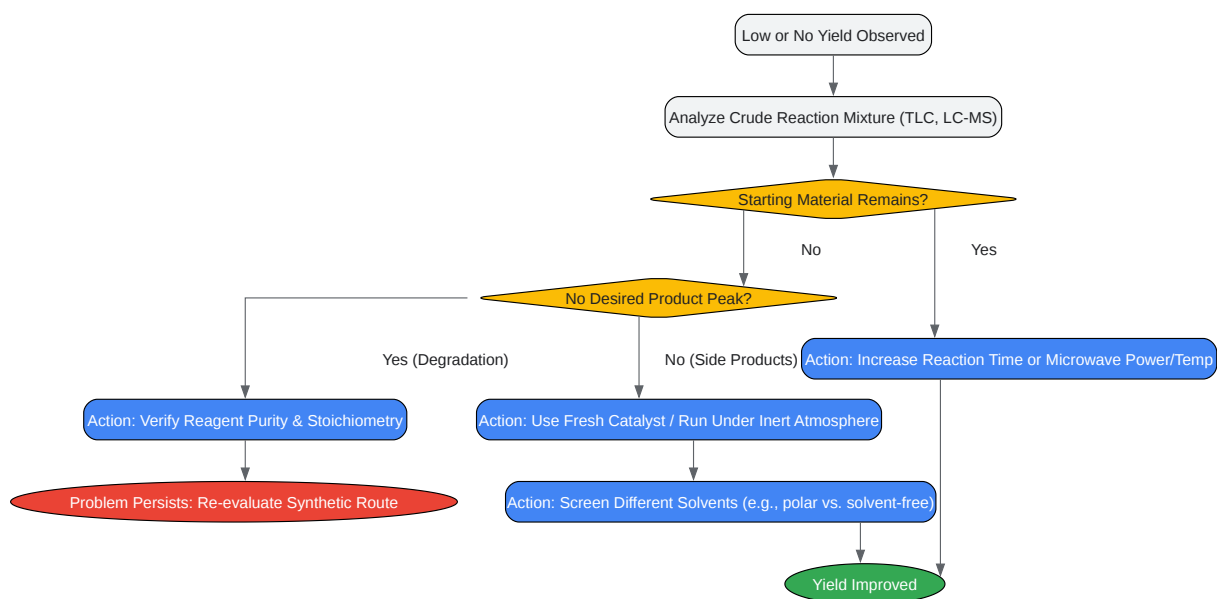 Low or No Yield Observed
Analyze Crude Reaction Mixture (TLC, LC-MS)
Starting Material Remains?
No
Yes
No Desired Product Peak?
Yes (Degradation)
No (Side Products)
Action: Increase Reaction Time or Microwave Power/Temp
Action: Verify Reagent Purity & Stoichiometry
Action: Use Fresh Catalyst / Run Under Inert Atmosphere
Problem Persists: Re-evaluate Synthetic Route
Action: Screen Different Solvents (e.g., polar vs. solvent-free)
Yield Improved